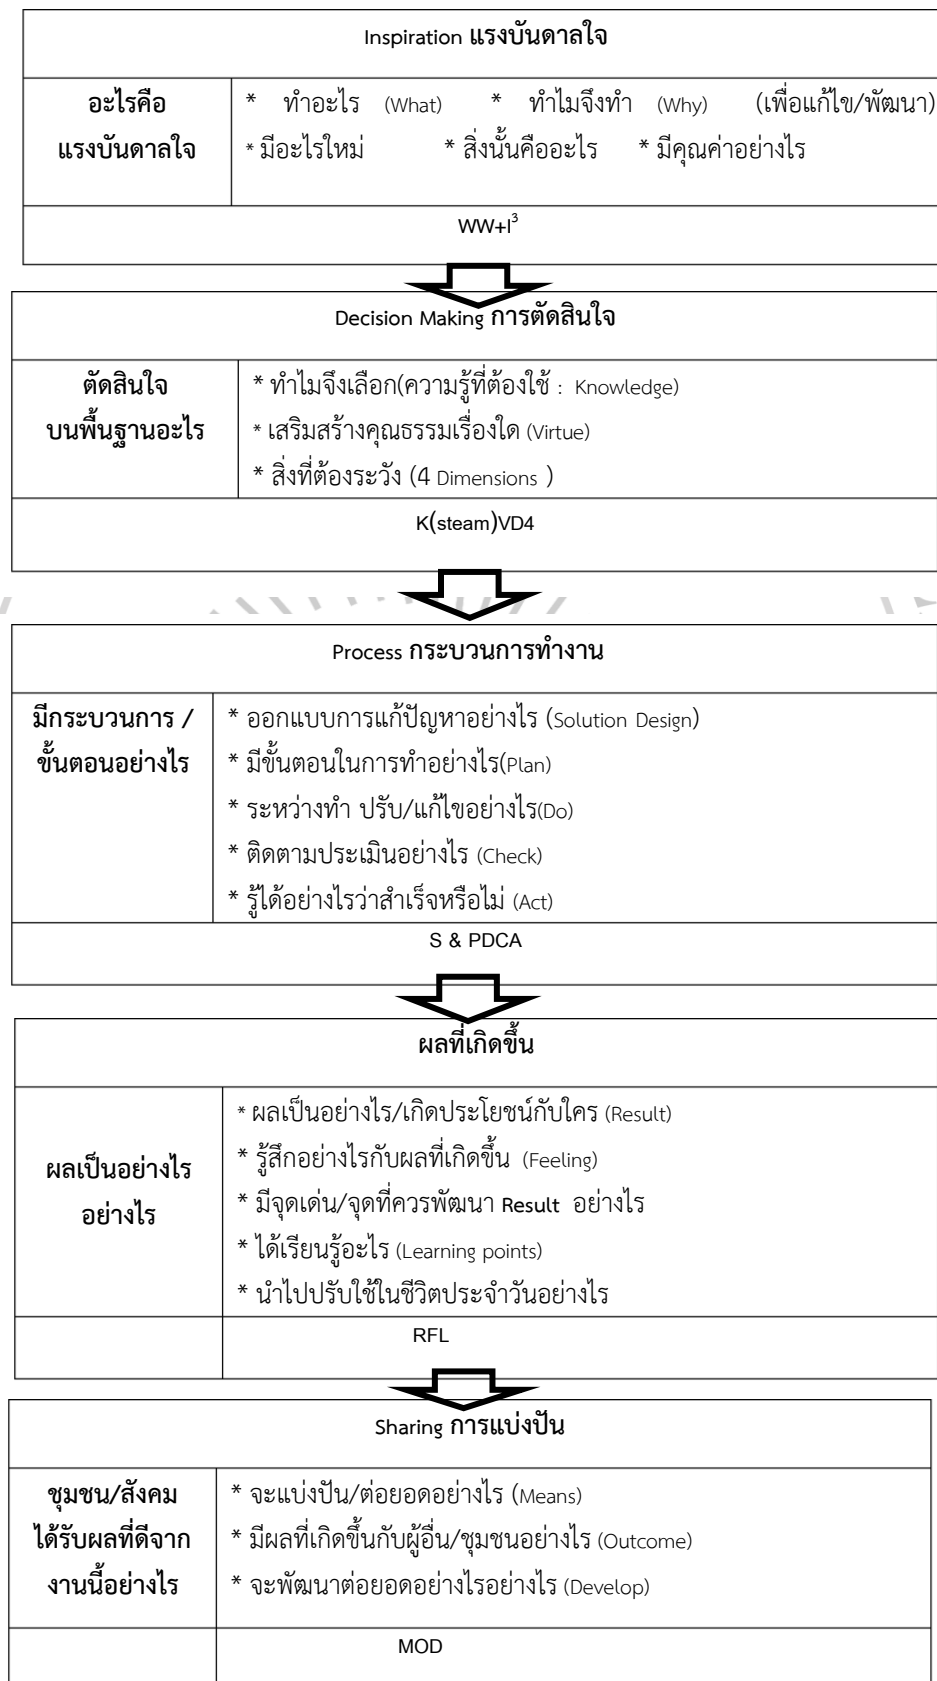 Inspiration แรงบันดาลใจ
อะไรคือ
แรงบันดาลใจ
* ทำอะไร (What) * ทำไมจึงทำ (Why) (เพื่อแก้ไข/พัฒนา)
* มีอะไรใหม่ * สิ่งนั้นคืออะไร * มีคุณค่าอย่างไร
WW+I³
Decision Making การตัดสินใจ
ตัดสินใจ
บนพื้นฐานอะไร
* ทำไมจึงเลือก(ความรู้ที่ต้องใช้ : Knowledge)
* เสริมสร้างคุณธรรมเรื่องใด (Virtue)
* สิ่งที่ต้องระวัง (4 Dimensions )
K(steam)VD4
Process กระบวนการทำงาน
มีกระบวนการ /
ขั้นตอนอย่างไร
* ออกแบบการแก้ปัญหาอย่างไร (Solution Design)
* มีขั้นตอนในการทำอย่างไร(Plan)
* ระหว่างทำ ปรับ/แก้ไขอย่างไร(Do)
* ติดตามประเมินอย่างไร (Check)
* รู้ได้อย่างไรว่าสำเร็จหรือไม่ (Act)
S & PDCA
ผลที่เกิดขึ้น
ผลเป็นอย่างไร
อย่างไร
* ผลเป็นอย่างไร/เกิดประโยชน์กับใคร (Result)
* รู้สึกอย่างไรกับผลที่เกิดขึ้น (Feeling)
* มีจุดเด่น/จุดที่ควรพัฒนา Result อย่างไร
* ได้เรียนรู้อะไร (Learning points)
* นำไปปรับใช้ในชีวิตประจำวันอย่างไร
RFL
Sharing การแบ่งปัน
ชุมชน/สังคม
ได้รับผลที่ดีจาก
งานนี้อย่างไร
* จะแบ่งปัน/ต่อยอดอย่างไร (Means)
* มีผลที่เกิดขึ้นกับผู้อื่น/ชุมชนอย่างไร (Outcome)
* จะพัฒนาต่อยอดอย่างไรอย่างไร (Develop)
MOD